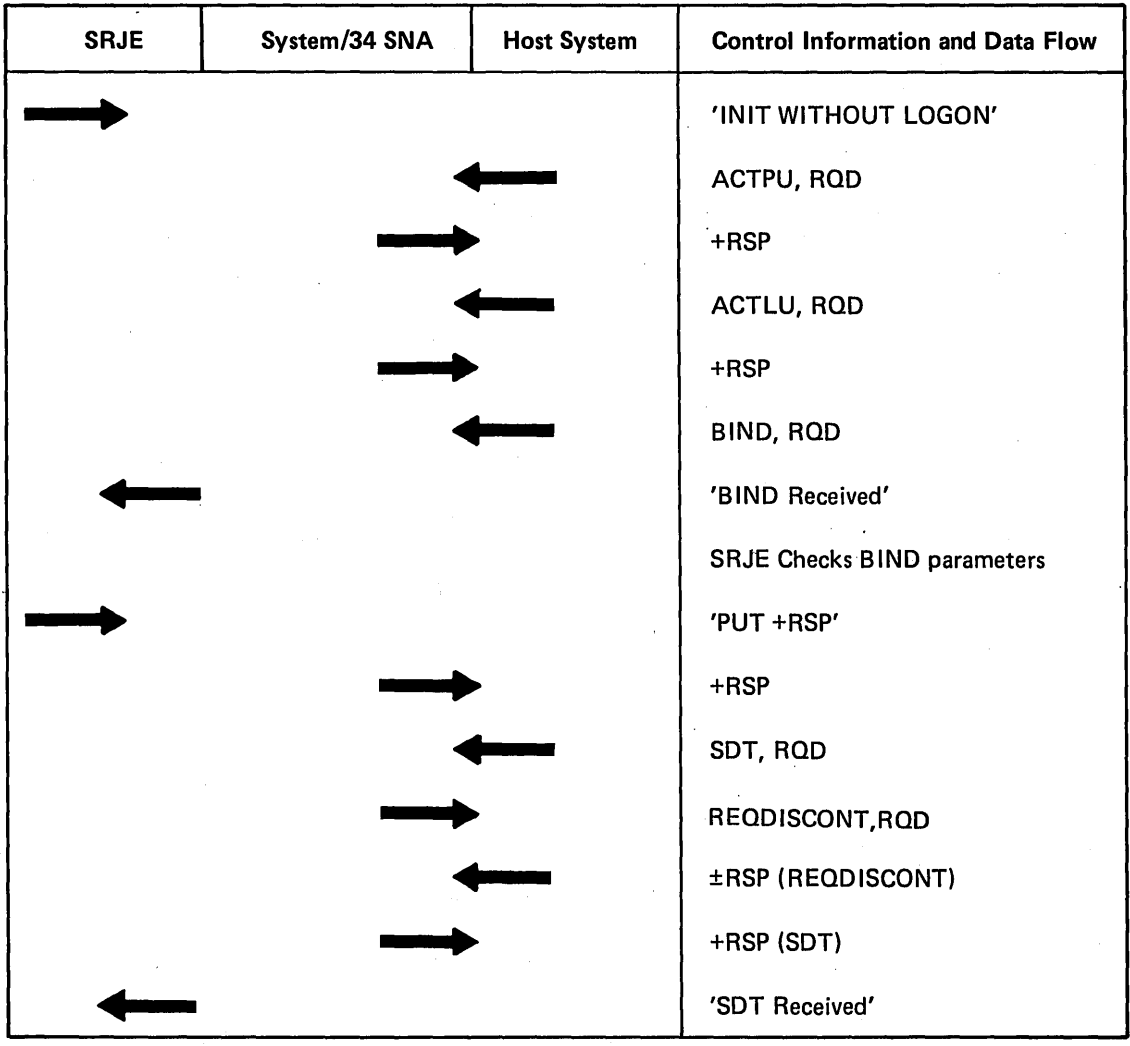 SRJE System/34 SNA Host System Control Information and Data Flow
'INIT WITHOUT LOGON'
ACTPU, RQD
+RSP
ACTLU, RQD
+RSP
BIND, RQD
'BIND Received'
SRJE Checks BIND parameters
'PUT +RSP'
+RSP
SDT, RQD
REQDISCONT,RQD
±RSP (REQDISCONT)
+RSP (SDT)
'SDT Received'